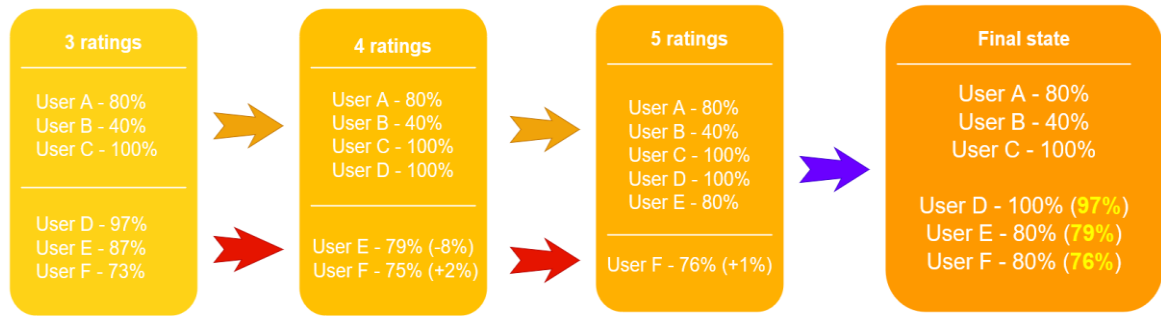 3 ratings
User A - 80%
User B - 40%
User C - 100%
User D - 97%
User E - 87%
User F - 73%
4 ratings
User A - 80%
User B - 40%
User C - 100%
User D - 100%
User E - 79% (-8%)
User F - 75% (+2%)
5 ratings
User A - 80%
User B - 40%
User C - 100%
User D - 100%
User E - 80%
User F - 76% (+1%)
Final state
User A - 80%
User B - 40%
User C - 100%
User D - 100% (97%)
User E - 80% (79%)
User F - 80% (76%)